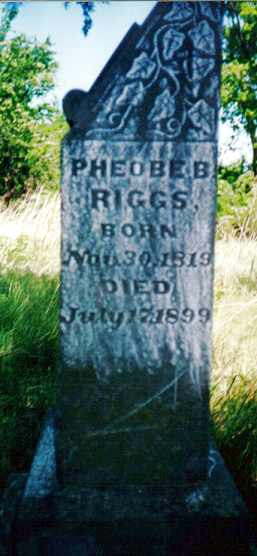 PHEOBE B
RIGGS.
BORN
Nov. 30, 1819
DIED
July 17, 1899